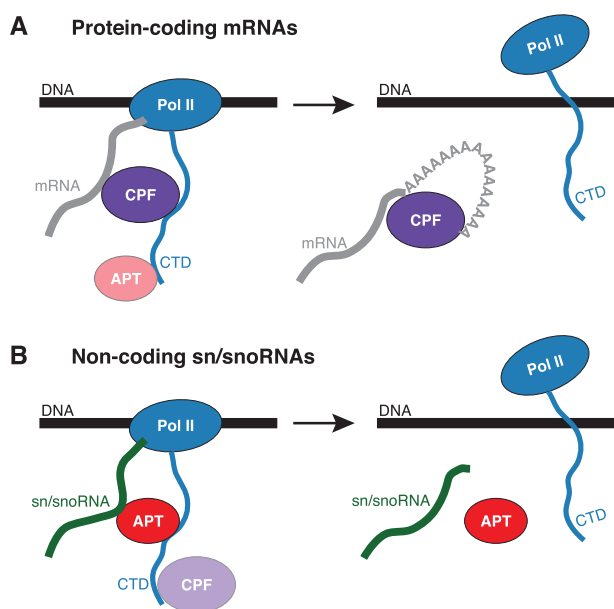 A Protein-coding mRNAs
DNA
Pol II
mRNA
CPF
CTD
APT
DNA
Pol II
AAAAAAAAAAAAAAAAA
CPF
mRNA
CTD
B Non-coding sn/snoRNAs
DNA
Pol II
sn/snoRNA
APT
CTD
CPF
DNA
Pol II
sn/snoRNA
APT
CTD